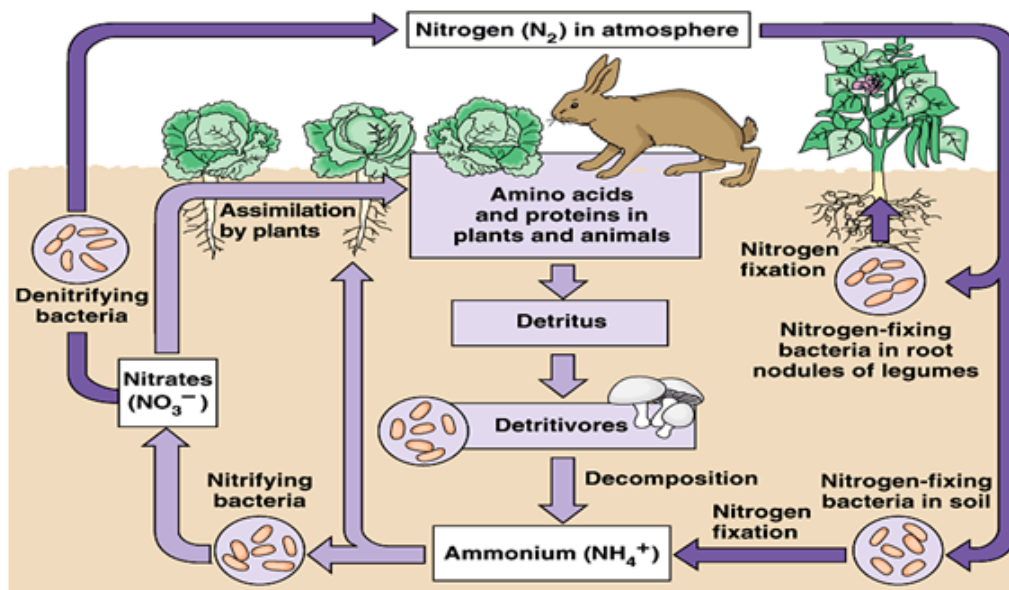 Nitrogen (N₂) in atmosphere
Assimilation
by plants
Amino acids
and proteins in
plants and animals
Nitrogen
fixation
Denitrifying
bacteria
Detritus
Nitrogen-fixing
bacteria in root
nodules of legumes
Nitrates
(NO₃⁻)
Detritivores
Nitrifying
bacteria
Decomposition
Nitrogen-fixing
bacteria in soil
Nitrogen
fixation
Ammonium (NH₄⁺)